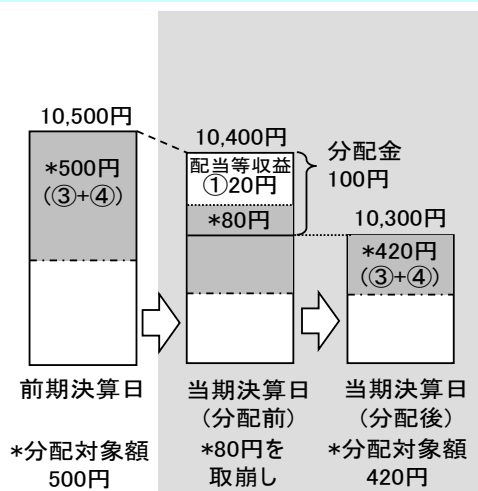 10,500円
*500円
(③+④)
10,400円
配当等収益
①20円
*80円
分配金
100円
10,300円
*420円
(③+④)
前期決算日
当期決算日
(分配前)
当期決算日
(分配後)
*分配対象額
500円
*80円を
取崩し
*分配対象額
420円